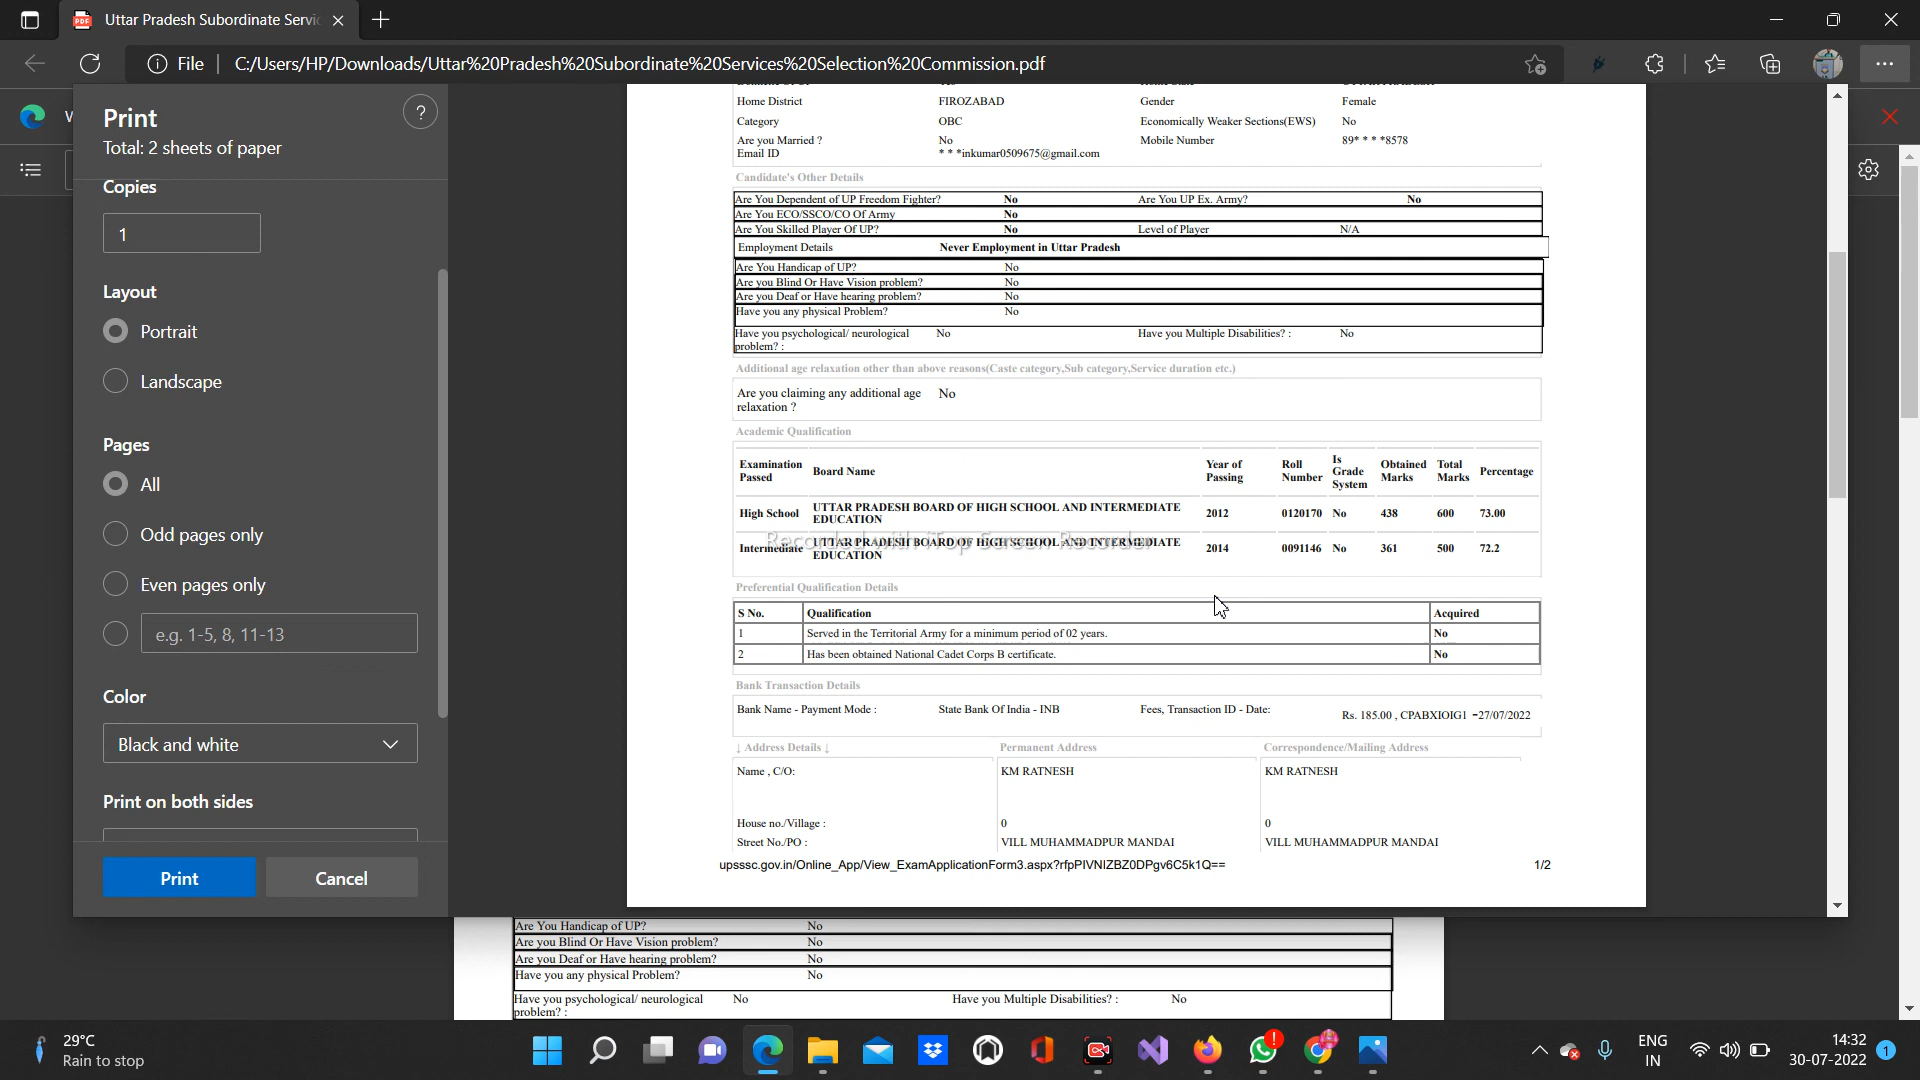 Uttar Pradesh Subordinate Servic
File
C:/Users/HP/Downloads/Uttar%20Pradesh%20Subordinate%20Services%20Selection%20Commission.pdf
Print
Total: 2 sheets of paper
?
Copies
1
Layout
Portrait
Landscape
Pages
All
Odd pages only
Even pages only
e.g. 1-5, 8, 11-13
Color
Black and white
Print on both sides
Print
Cancel
Home District FIROZABAD Gender Female
Category OBC Economically Weaker Sections(EWS) No
Are you Married ? No Mobile Number 89* * * *8578
Email ID * * *inkumar0509675@gmail.com
Candidate's Other Details
Are You Dependent of UP Freedom Fighter? No Are You UP Ex. Army? No
Are You ECO/SSCO/CO Of Army No
Are You Skilled Player Of UP? No Level of Player N/A
Employment Details Never Employment in Uttar Pradesh
Are You Handicap of UP? No
Are you Blind Or Have Vision problem? No
Are you Deaf or Have hearing problem? No
Have you any physical Problem? No
Have you psychological/ neurological No Have you Multiple Disabilities? : No
problem? :
Additional age relaxation other than above reasons(Caste category,Sub category,Service duration etc.)
Are you claiming any additional age No
relaxation ?
Academic Qualification
Examination Passed Board Name Year of Passing Roll Number Is Grade System Obtained Marks Total Marks Percentage
High School UTTAR PRADESH BOARD OF HIGH SCHOOL AND INTERMEDIATE EDUCATION 2012 0120170 No 438 600 73.00
Intermediate UTTAR PRADESH BOARD OF HIGH SCHOOL AND INTERMEDIATE EDUCATION 2014 0091146 No 361 500 72.2
Recorded with iTop Screen Recorder
Preferential Qualification Details
S No. Qualification Acquired
1 Served in the Territorial Army for a minimum period of 02 years. No
2 Has been obtained National Cadet Corps B certificate. No
Bank Transaction Details
Bank Name - Payment Mode : State Bank Of India - INB Fees, Transaction ID - Date: Rs. 185.00 , CPABXIOIG1 -27/07/2022
↓ Address Details ↓ Permanent Address Correspondence/Mailing Address
Name , C/O: KM RATNESH KM RATNESH
House no./Village : 0 0
Street No./PO : VILL MUHAMMADPUR MANDAI VILL MUHAMMADPUR MANDAI
upsssc.gov.in/Online_App/View_ExamApplicationForm3.aspx?rfpPIVNIZBZ0DPgv6C5k1Q== 1/2
Are You Handicap of UP? No
Are you Blind Or Have Vision problem? No
Are you Deaf or Have hearing problem? No
Have you any physical Problem? No
Have you psychological/ neurological No Have you Multiple Disabilities? : No
problem? :
29°C
Rain to stop
ENG
IN
14:32
30-07-2022
1